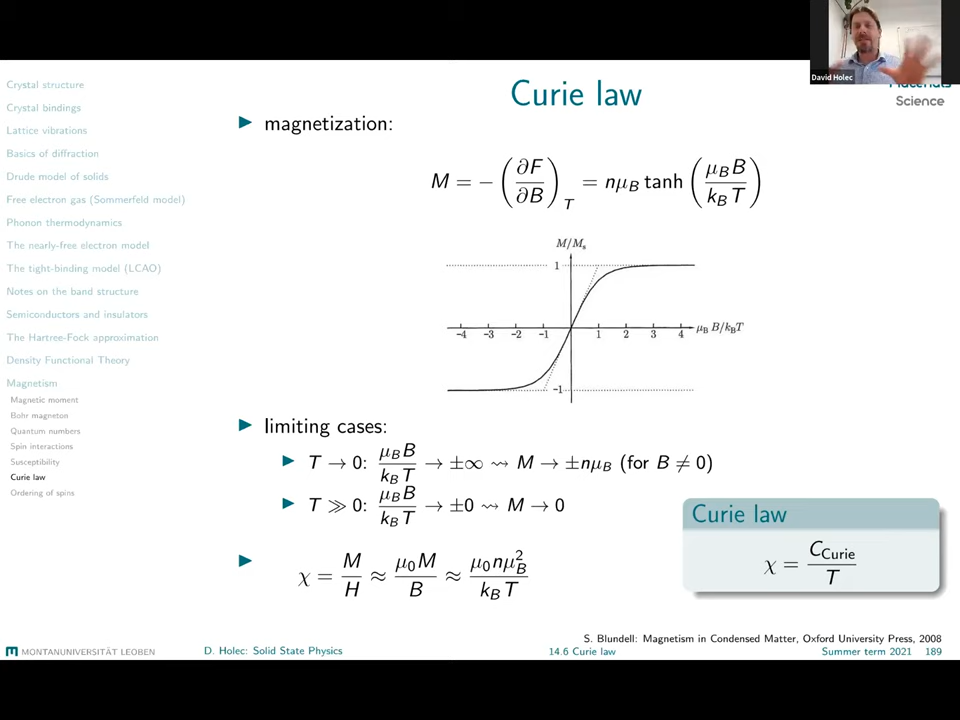 David Holec
Materials
Science
Crystal structure
Crystal bindings
Lattice vibrations
Basics of diffraction
Drude model of solids
Free electron gas (Sommerfeld model)
Phonon thermodynamics
The nearly-free electron model
The tight-binding model (LCAO)
Notes on the band structure
Semiconductors and insulators
The Hartree-Fock approximation
Density Functional Theory
Magnetism
Magnetic moment
Bohr magneton
Quantum numbers
Spin interactions
Susceptibility
Curie law
Ordering of spins
Curie law
▶ magnetization:
M = −(∂F/∂B)_T = nμ_B tanh(μ_B B/k_B T)
M/M_s
1
−4 −3 −2 −1 1 2 3 4 μ_B B/k_B T
−1
▶ limiting cases:
▶ T → 0: μ_B B/k_B T → ±∞ ⇝ M → ±nμ_B (for B ≠ 0)
▶ T ≫ 0: μ_B B/k_B T → ±0 ⇝ M → 0
▶ χ = M/H ≈ μ_0 M/B ≈ μ_0 nμ_B^2/k_B T
Curie law
χ = C_Curie/T
S. Blundell: Magnetism in Condensed Matter, Oxford University Press, 2008
MONTANUNIVERSITÄT LEOBEN D. Holec: Solid State Physics 14.6 Curie law Summer term 2021 189